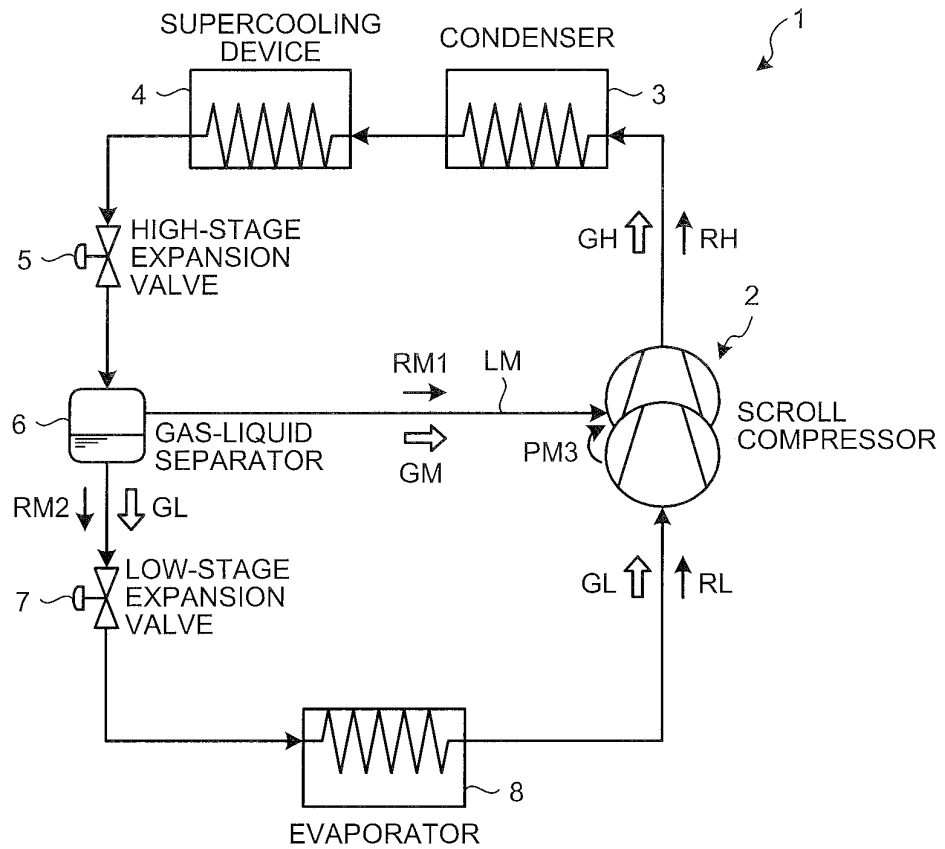 1
SUPERCOOLING
DEVICE
CONDENSER
4
3
HIGH-STAGE
EXPANSION
VALVE
5
GH
RH
2
RM1
LM
6
GAS-LIQUID
SEPARATOR
GM
PM3
SCROLL
COMPRESSOR
RM2
GL
LOW-STAGE
EXPANSION
VALVE
7
GL
RL
8
EVAPORATOR